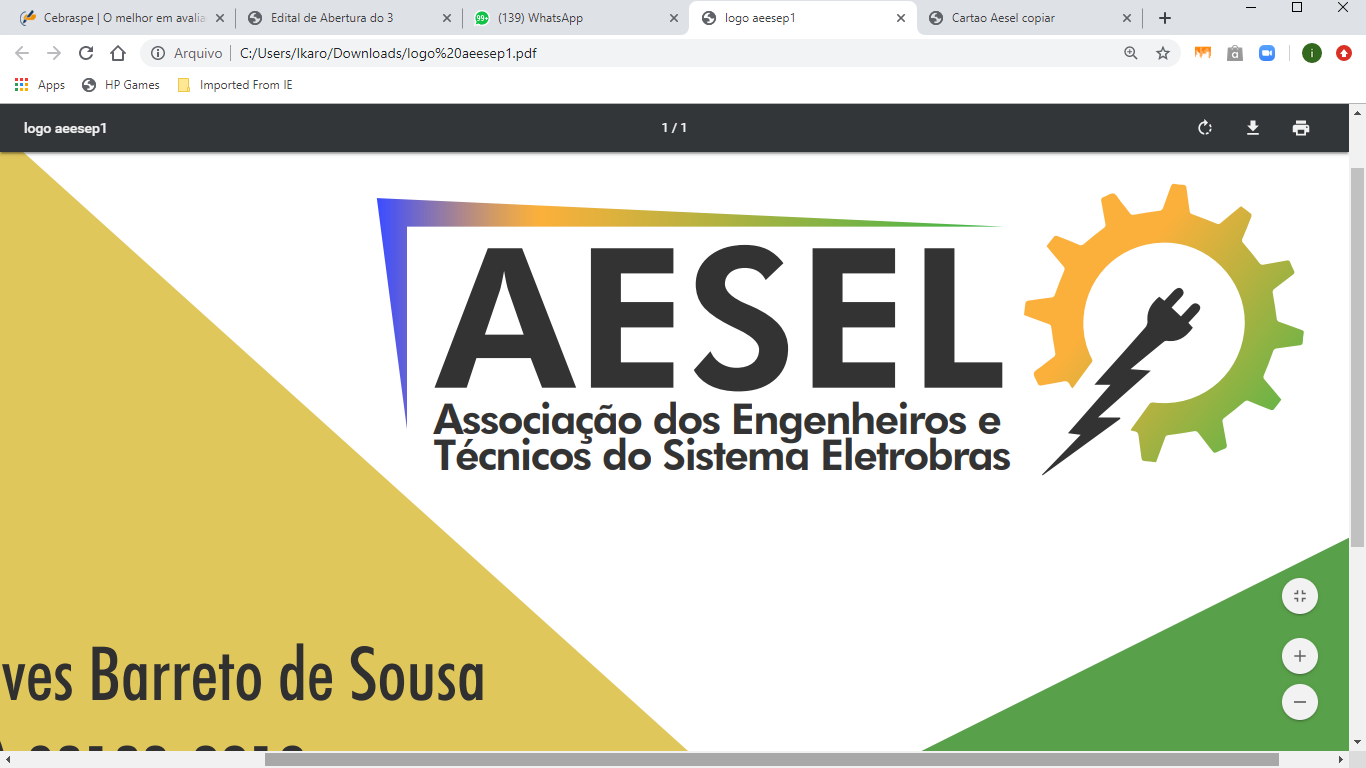 Cebraspe | O melhor em avalia
Edital de Abertura do 3
99+
(139) WhatsApp
logo aeesep1
Cartao Aesel copiar
Arquivo
C:/Users/Ikaro/Downloads/logo%20aeesep1.pdf
a
i
Apps
HP Games
Imported From IE
logo aeesep1
1 / 1
AESEL
Associação dos Engenheiros e
Técnicos do Sistema Eletrobras
ves Barreto de Sousa